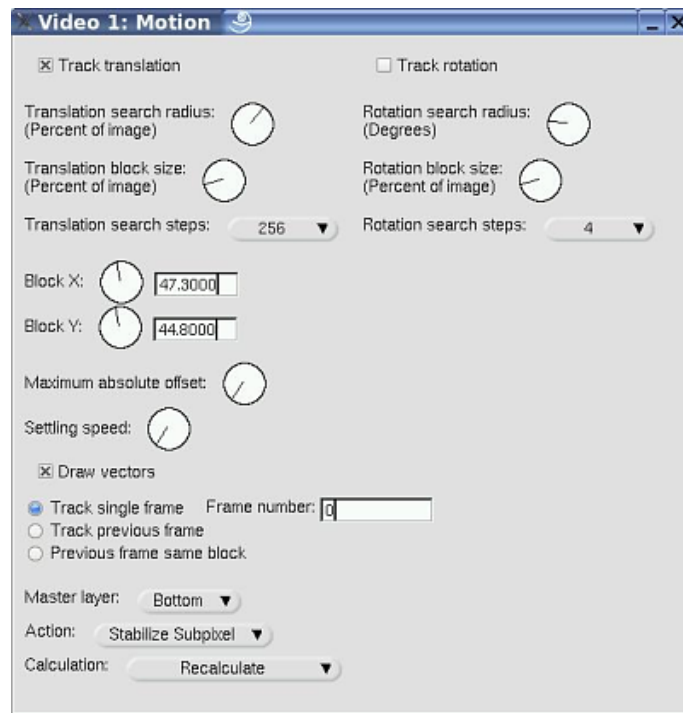 Video 1: Motion
Track translation
Track rotation
Translation search radius:
(Percent of image)
Rotation search radius:
(Degrees)
Translation block size:
(Percent of image)
Rotation block size:
(Percent of image)
Translation search steps: 256
Rotation search steps: 4
Block X: 47.3000
Block Y: 44.8000
Maximum absolute offset:
Settling speed:
Draw vectors
Track single frame Frame number: 0
Track previous frame
Previous frame same block
Master layer: Bottom
Action: Stabilize Subpixel
Calculation: Recalculate